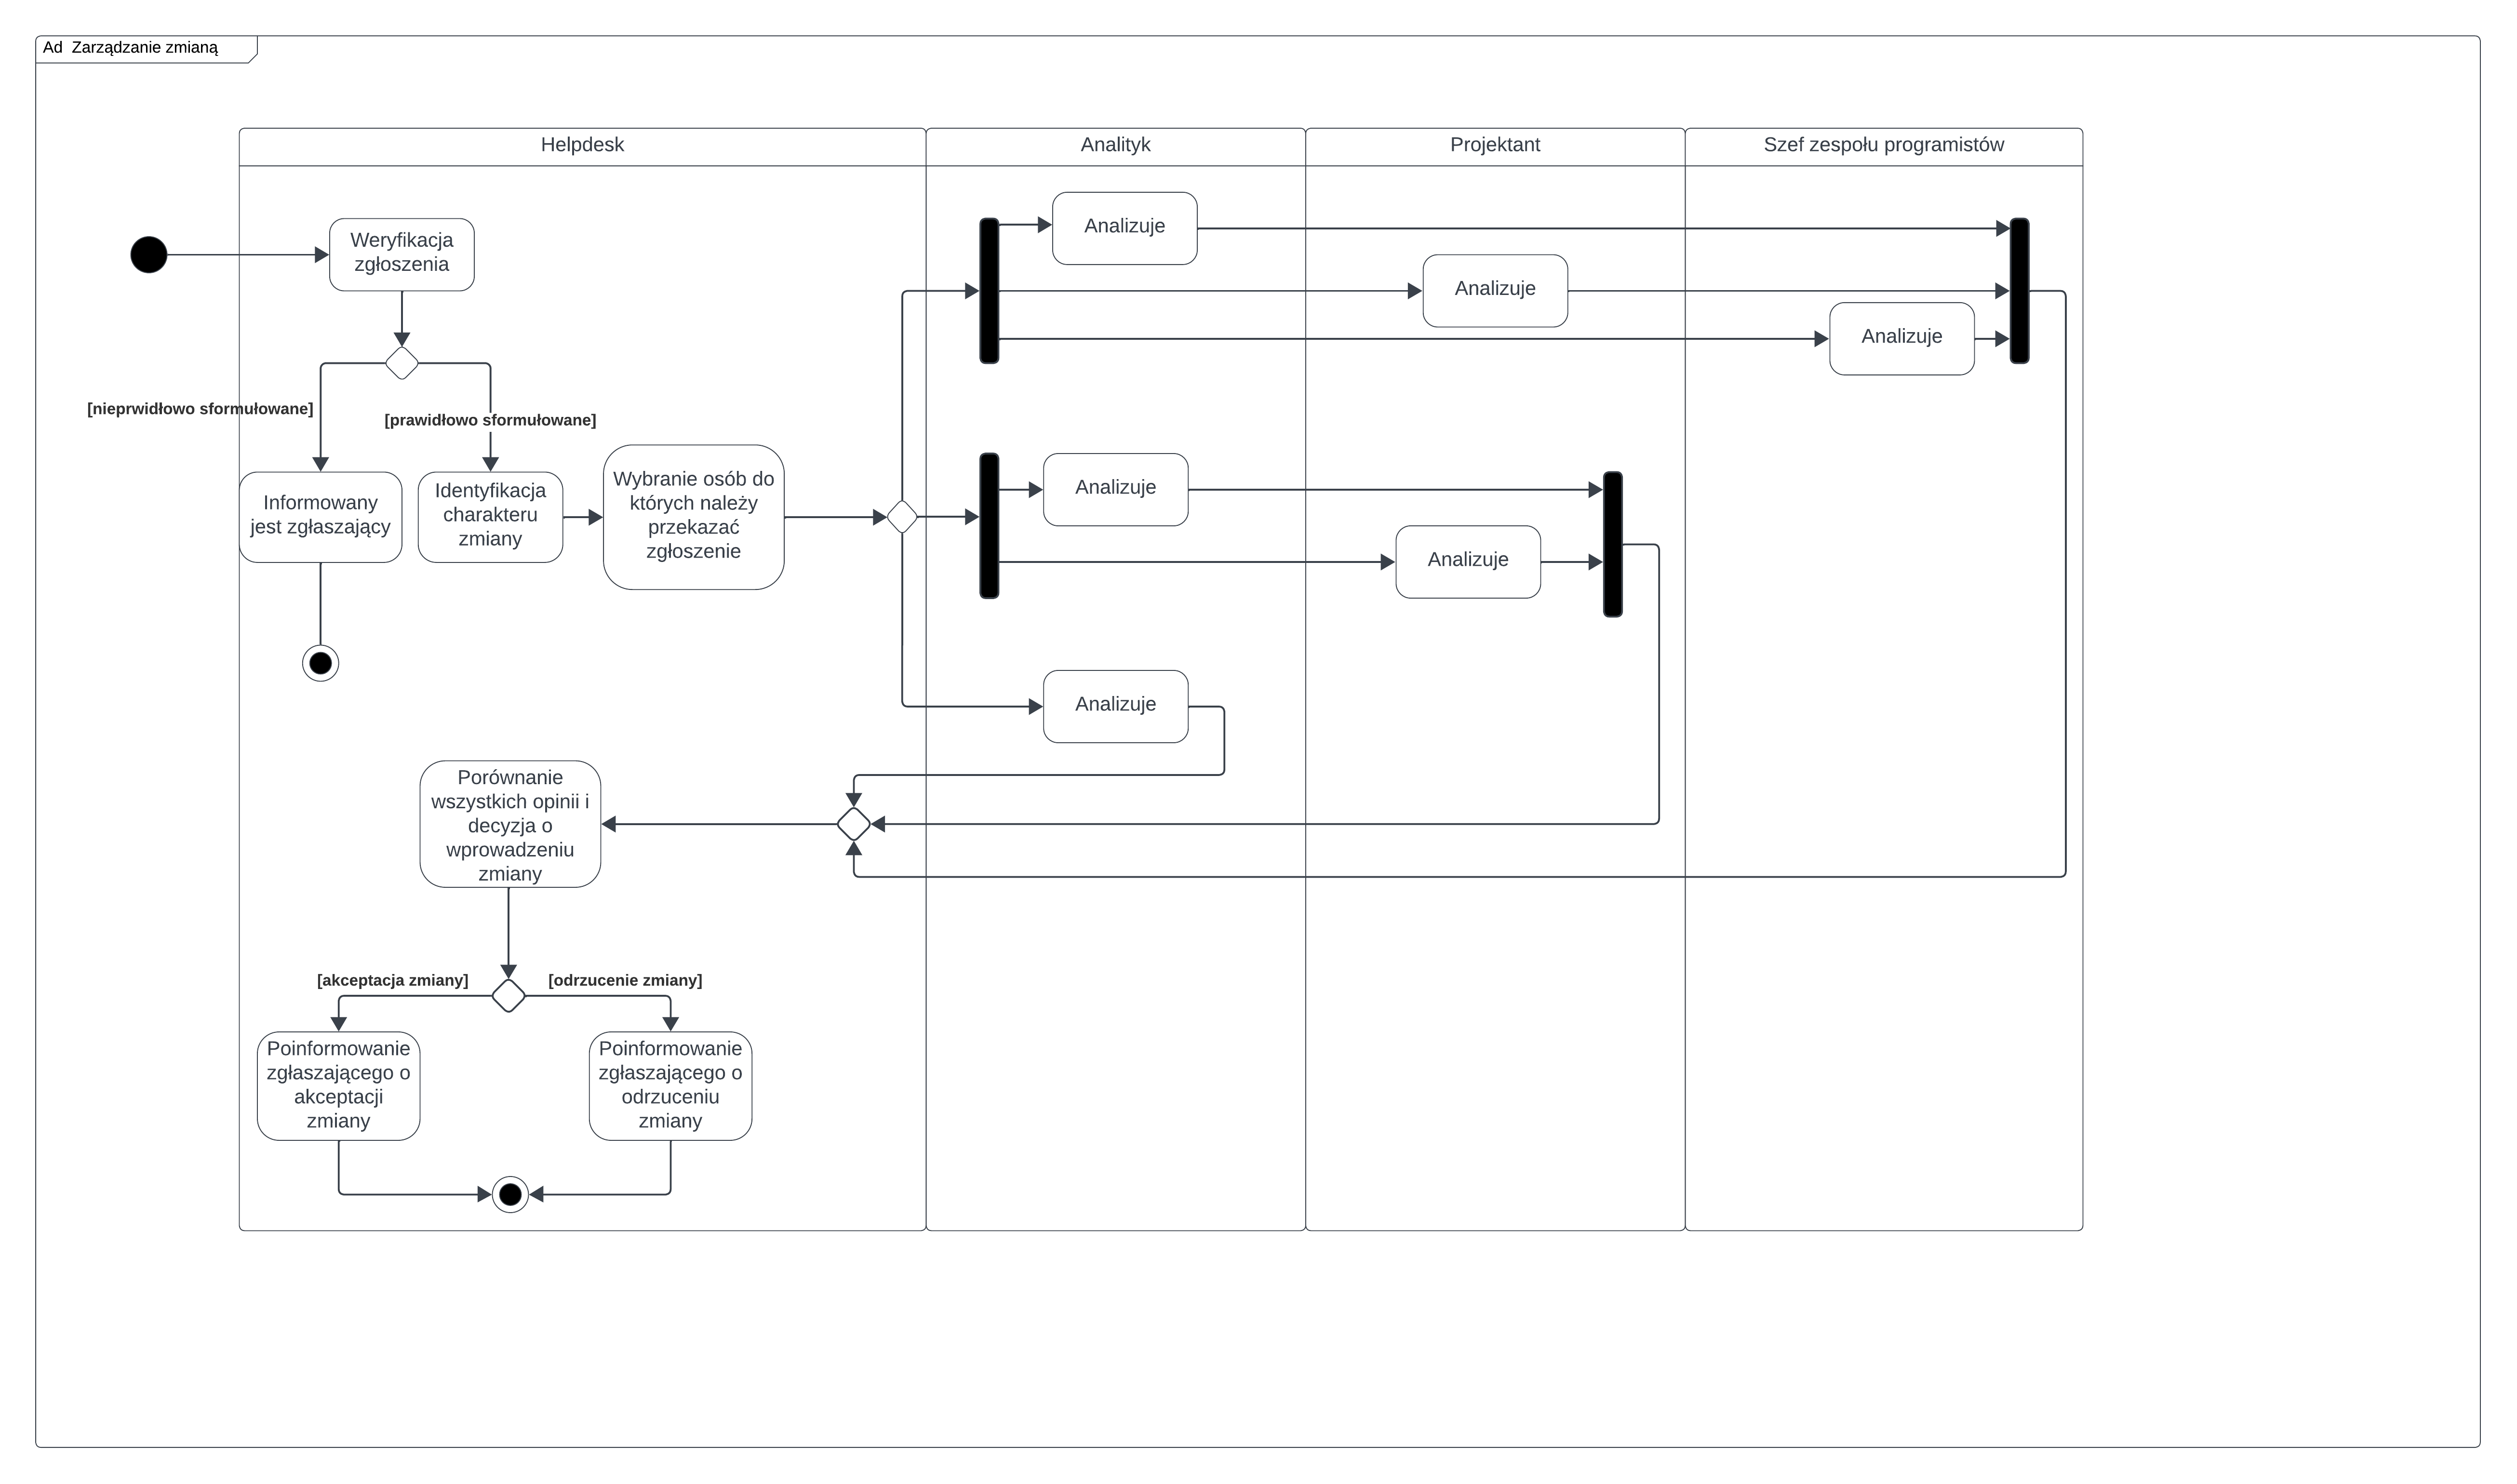 Ad  Zarządzanie zmianą
Helpdesk
Analityk
Projektant
Szef zespołu programistów
Weryfikacja
zgłoszenia
[nieprwidłowo sformułowane]
[prawidłowo sformułowane]
Informowany
jest zgłaszający
Identyfikacja
charakteru
zmiany
Wybranie osób do
których należy
przekazać
zgłoszenie
Analizuje
Analizuje
Analizuje
Analizuje
Analizuje
Analizuje
Porównanie
wszystkich opinii i
decyzja o
wprowadzeniu
zmiany
[akceptacja zmiany]
[odrzucenie zmiany]
Poinformowanie
zgłaszającego o
akceptacji
zmiany
Poinformowanie
zgłaszającego o
odrzuceniu
zmiany